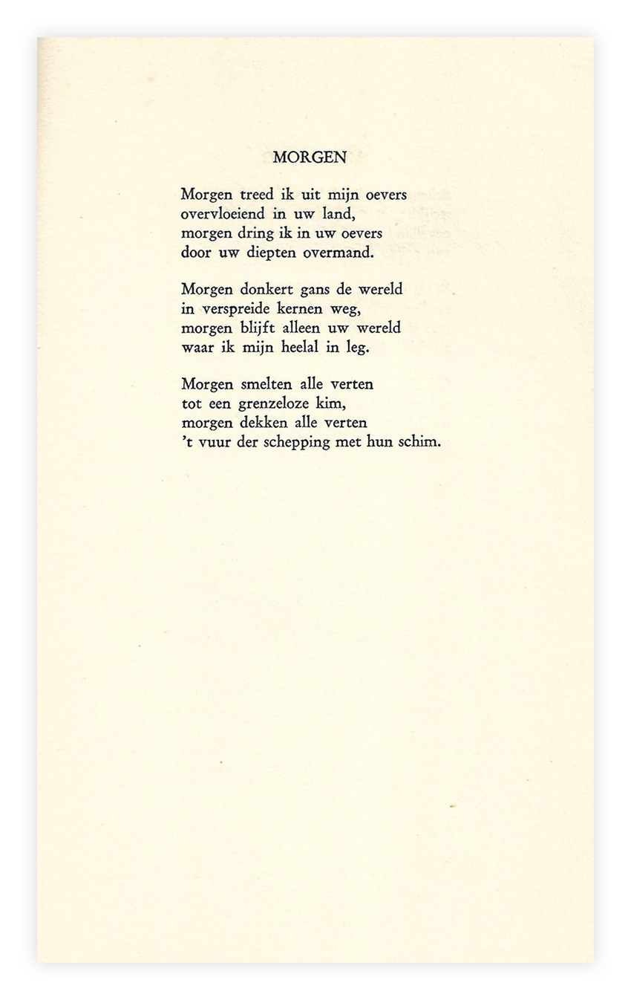 MORGEN
Morgen treed ik uit mijn oevers
overvloeiend in uw land,
morgen dring ik in uw oevers
door uw diepten overmand.
Morgen donkert gans de wereld
in verspreide kernen weg,
morgen blijft alleen uw wereld
waar ik mijn heelal in leg.
Morgen smelten alle verten
tot een grenzeloze kim,
morgen dekken alle verten
’t vuur der schepping met hun schim.